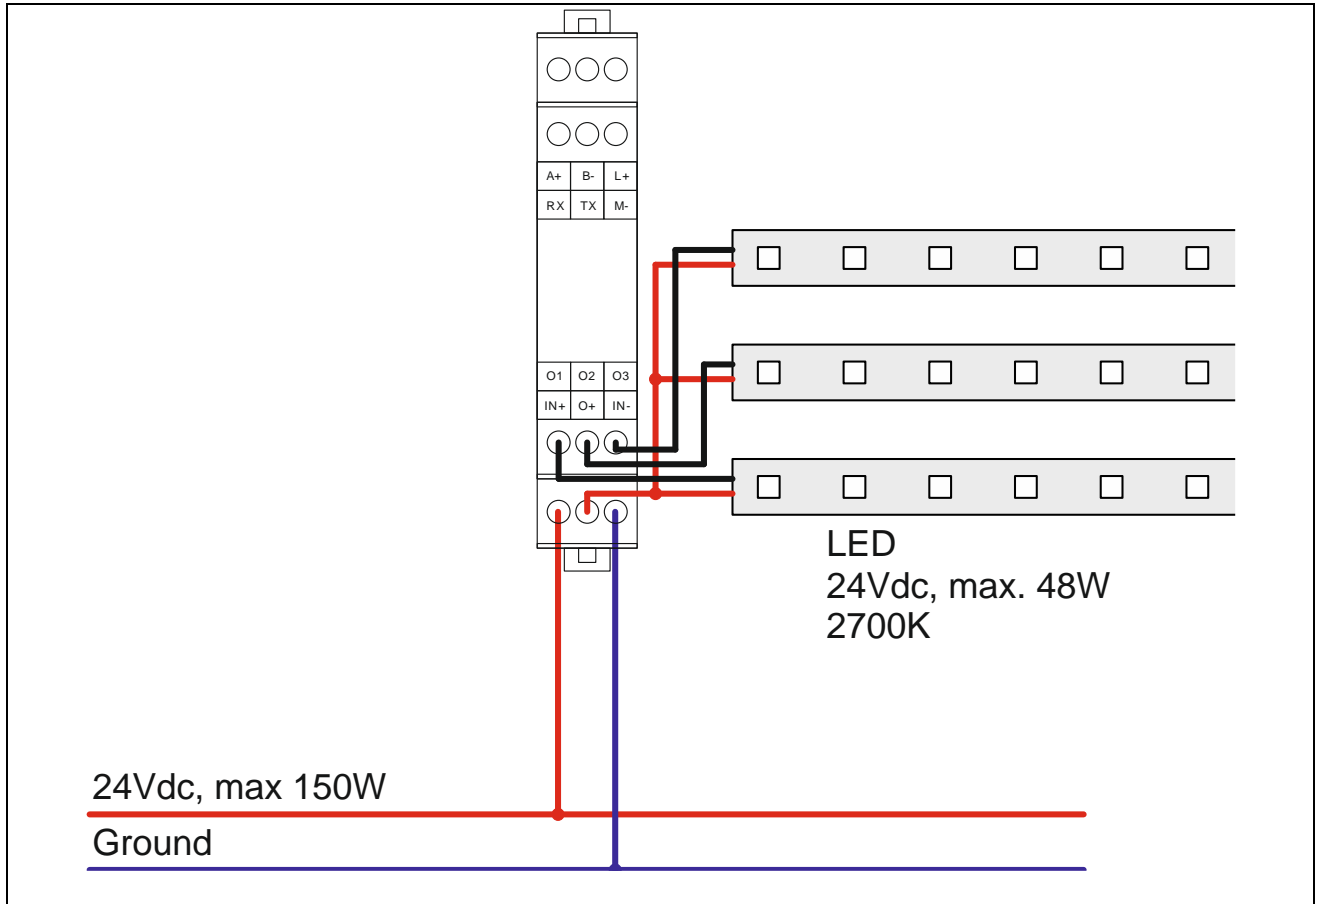 A+ B- L+
RX TX M-
O1 O2 O3
IN+ O+ IN-
LED
24Vdc, max. 48W
2700K
24Vdc, max 150W
Ground